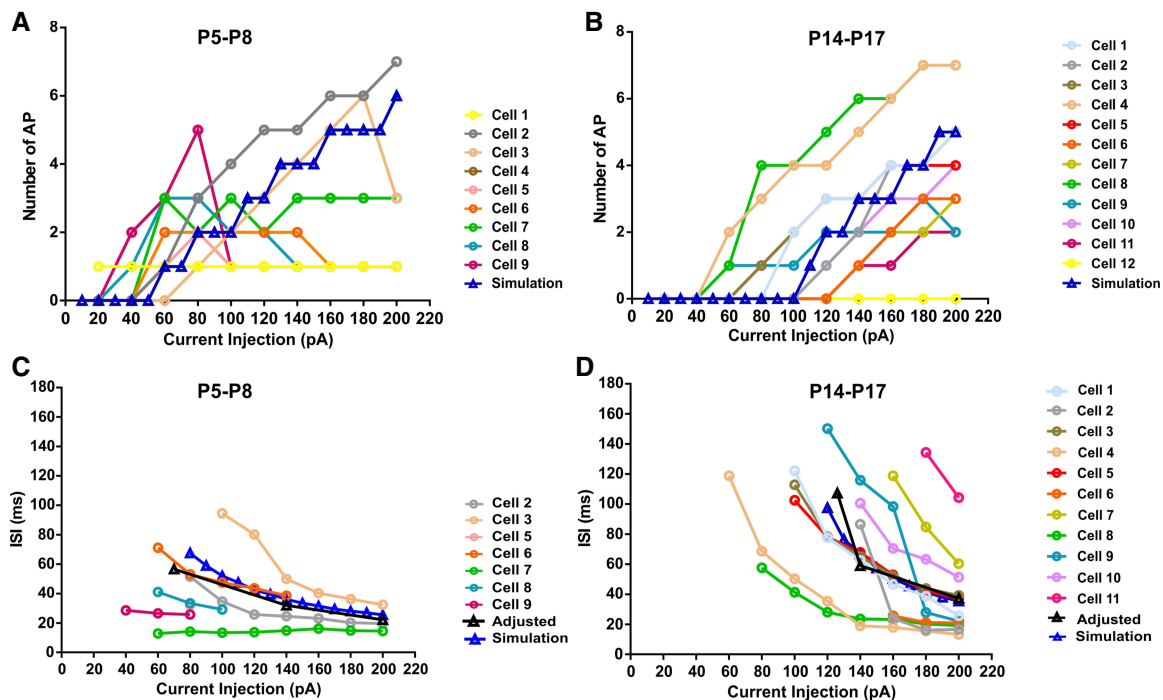 A
P5-P8
Number of AP
8
6
4
2
0
0 20 40 60 80 100 120 140 160 180 200 220
Current Injection (pA)
Cell 1
Cell 2
Cell 3
Cell 4
Cell 5
Cell 6
Cell 7
Cell 8
Cell 9
Simulation
B
P14-P17
Number of AP
8
6
4
2
0
0 20 40 60 80 100 120 140 160 180 200 220
Current Injection (pA)
Cell 1
Cell 2
Cell 3
Cell 4
Cell 5
Cell 6
Cell 7
Cell 8
Cell 9
Cell 10
Cell 11
Cell 12
Simulation
C
P5-P8
ISI (ms)
180
160
140
120
100
80
60
40
20
0
0 20 40 60 80 100 120 140 160 180 200 220
Current Injection (pA)
Cell 2
Cell 3
Cell 5
Cell 6
Cell 7
Cell 8
Cell 9
Adjusted
Simulation
D
P14-P17
ISI (ms)
180
160
140
120
100
80
60
40
20
0
0 20 40 60 80 100 120 140 160 180 200 220
Current Injection (pA)
Cell 1
Cell 2
Cell 3
Cell 4
Cell 5
Cell 6
Cell 7
Cell 8
Cell 9
Cell 10
Cell 11
Adjusted
Simulation